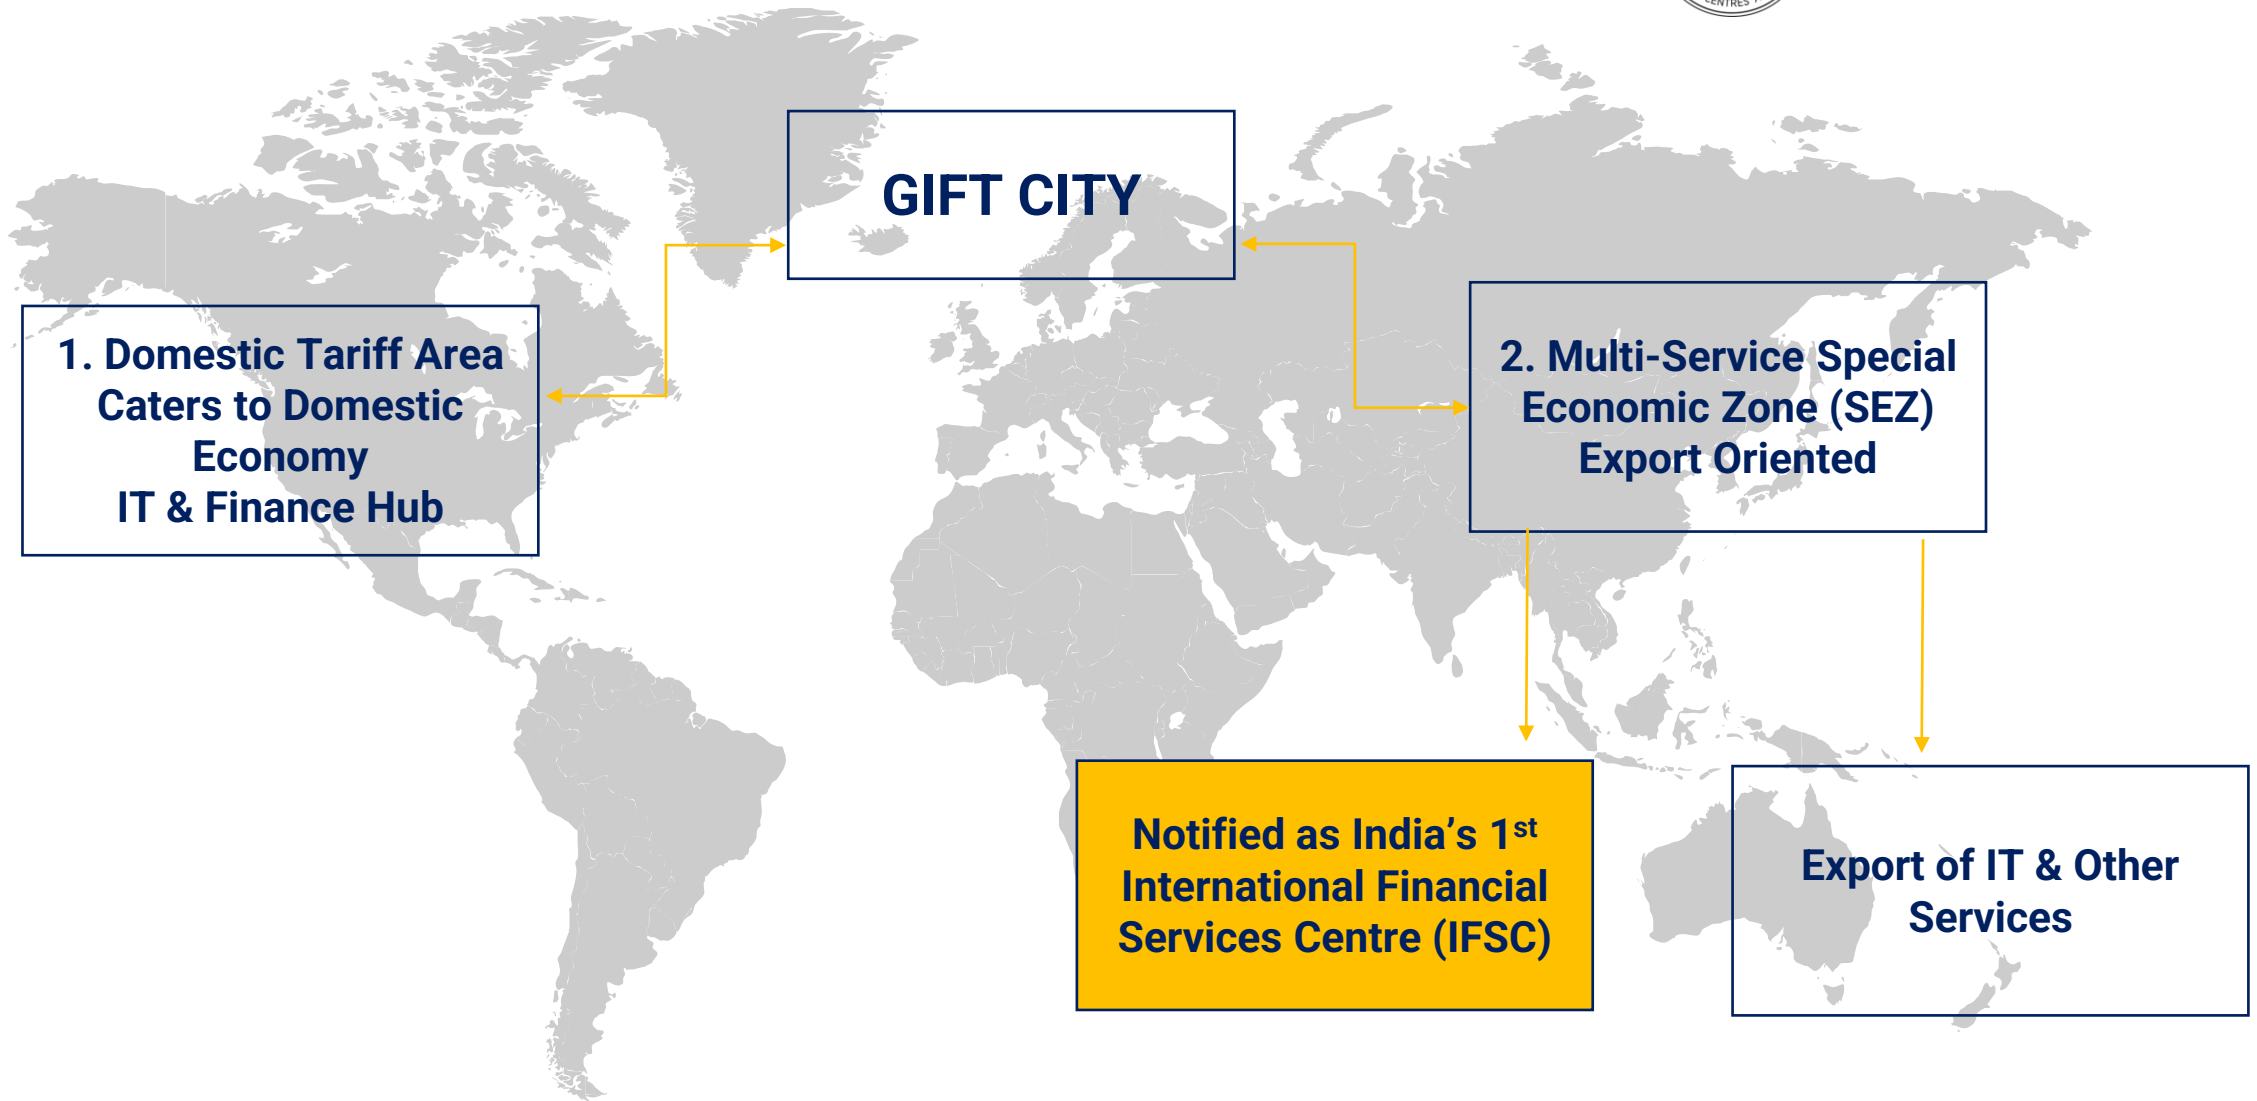 CENTRES
GIFT CITY
1. Domestic Tariff Area
Caters to Domestic
Economy
IT & Finance Hub
2. Multi-Service Special
Economic Zone (SEZ)
Export Oriented
Notified as India’s 1st
International Financial
Services Centre (IFSC)
Export of IT & Other
Services